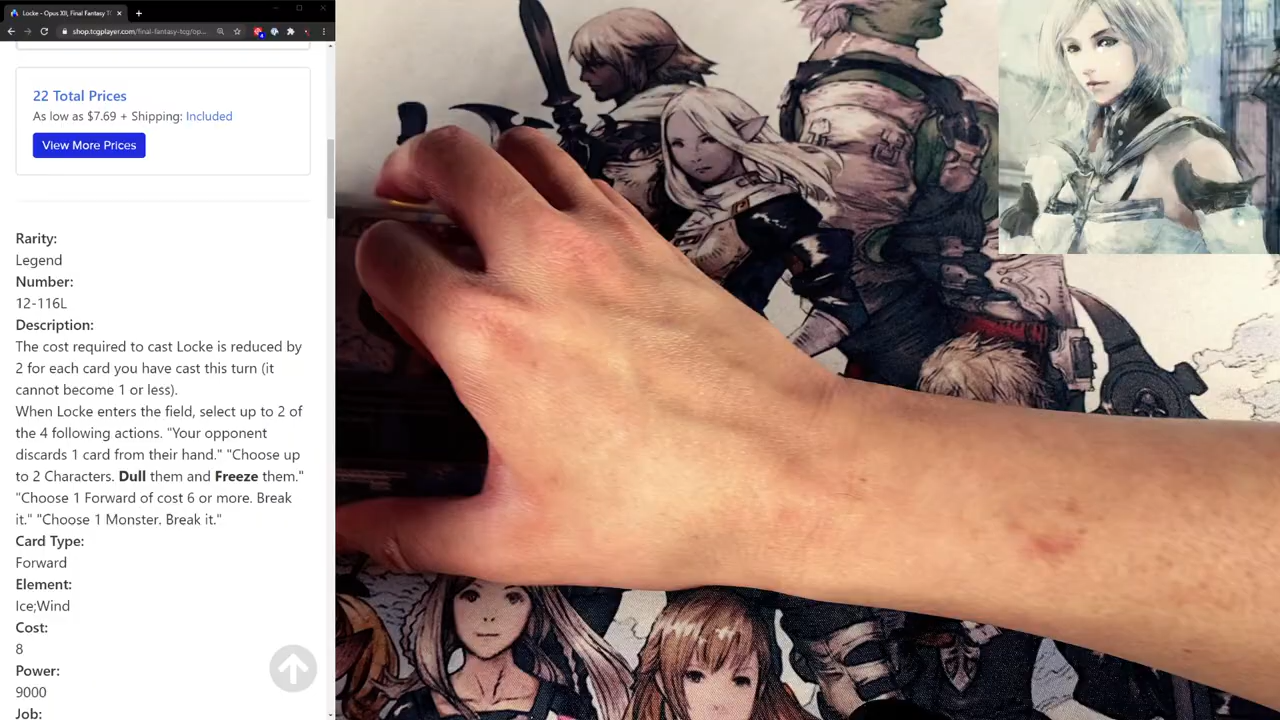 Locke - Opus XII, Final Fantasy TC
shop.tcgplayer.com/final-fantasy-tcg/op...
22 Total Prices
As low as $7.69 + Shipping: Included
View More Prices
Rarity:
Legend
Number:
12-116L
Description:
The cost required to cast Locke is reduced by
2 for each card you have cast this turn (it
cannot become 1 or less).
When Locke enters the field, select up to 2 of
the 4 following actions. "Your opponent
discards 1 card from their hand." "Choose up
to 2 Characters. Dull them and Freeze them."
"Choose 1 Forward of cost 6 or more. Break
it." "Choose 1 Monster. Break it."
Card Type:
Forward
Element:
Ice;Wind
Cost:
8
Power:
9000
Job: